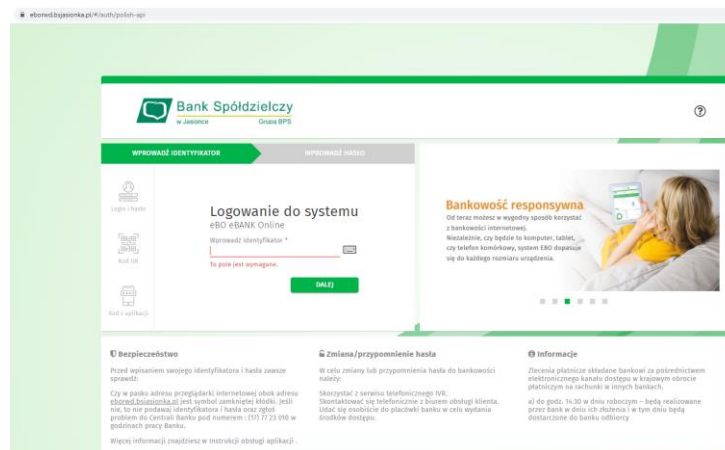 ebored.bsjasionka.pl/#/auth/polish-api
Bank Spółdzielczy
w Jasionce Grupa BPS
WPROWADŹ IDENTYFIKATOR
WPROWADŹ HASŁO
Login i hasło
Kod QR
Kod z aplikacji
Logowanie do systemu
eBO eBANK Online
Wprowadź identyfikator *
To pole jest wymagane.
DALEJ
Bankowość responsywna
Od teraz możesz w wygodny sposób korzystać
z bankowości internetowej.
Niezależnie, czy będzie to komputer, tablet,
czy telefon komórkowy, system EBO dopasuje
się do każdego rozmiaru urządzenia.
Bezpieczeństwo
Przed wpisaniem swojego identyfikatora i hasła zawsze
sprawdź:
Czy w pasku adresu przeglądarki internetowej obok adresu
ebored.bsjasionka.pl jest symbol zamkniętej kłódki. Jeśli
nie, to nie podawaj identyfikatora i hasła oraz zgłoś
problem do Centrali Banku pod numerem : (17) 77 23 010 w
godzinach pracy Banku.
Więcej informacji znajdziesz w Instrukcji obsługi aplikacji .
Zmiana/przypomnienie hasła
W celu zmiany lub przypomnienia hasła do bankowości
należy:
Skorzystać z serwisu telefonicznego IVR.
Skontaktować się telefonicznie z biurem obsługi klienta.
Udać się osobiście do placówki banku w celu wydania
środków dostępu.
Informacje
Zlecenia płatnicze składane bankowi za pośrednictwem
elektronicznego kanału dostępu w krajowym obrocie
płatniczym na rachunki w innych bankach.
a) do godz. 14.30 w dniu roboczym – będą realizowane
przez bank w dniu ich złożenia i w tym dniu będą
dostarczone do banku odbiorcy